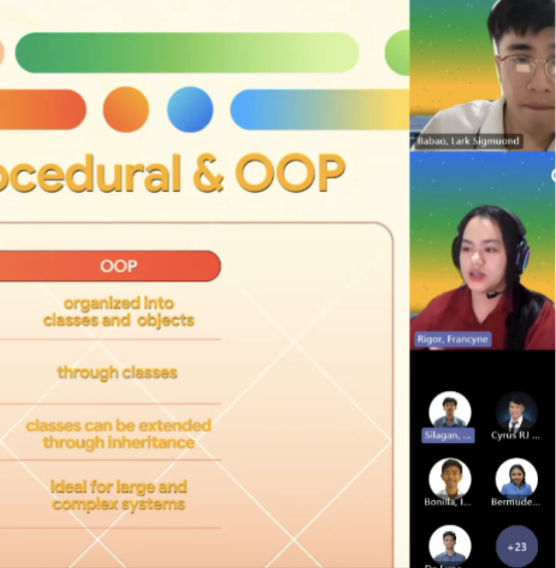 ocedural & OOP
OOP
organized into
classes and objects
through classes
classes can be extended
through inheritance
ideal for large and
complex systems
Babao, Lark Sigmuond
Rigor, Francyne
Silagan, ...
Cyrus RJ ...
Bonilla, I...
Bermude...
+23